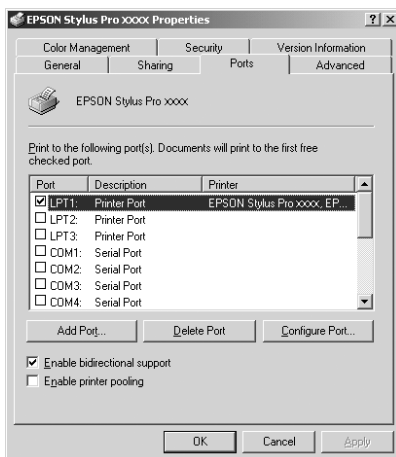 EPSON Stylus Pro XXXX Properties
Color Management Security Version Information
General Sharing Ports Advanced
EPSON Stylus Pro xxxx
Print to the following port(s). Documents will print to the first free
checked port.
Port Description Printer
LPT1: Printer Port EPSON Stylus Pro xxxx, EP...
LPT2: Printer Port
LPT3: Printer Port
COM1: Serial Port
COM2: Serial Port
COM3: Serial Port
COM4: Serial Port
Add Port... Delete Port Configure Port...
Enable bidirectional support
Enable printer pooling
OK Cancel Apply